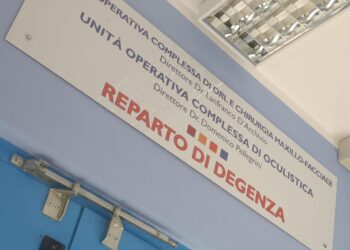 OPERATIVA COMPLESSA DI ORL E CHIRURGIA MAXILLO-FACCIALE
Direttore Dr. Lanfranco D'Archivio
UNITÀ OPERATIVA COMPLESSA DI OCULISTICA
Direttore Dr. Domenico Pellegrini
REPARTO DI DEGENZA